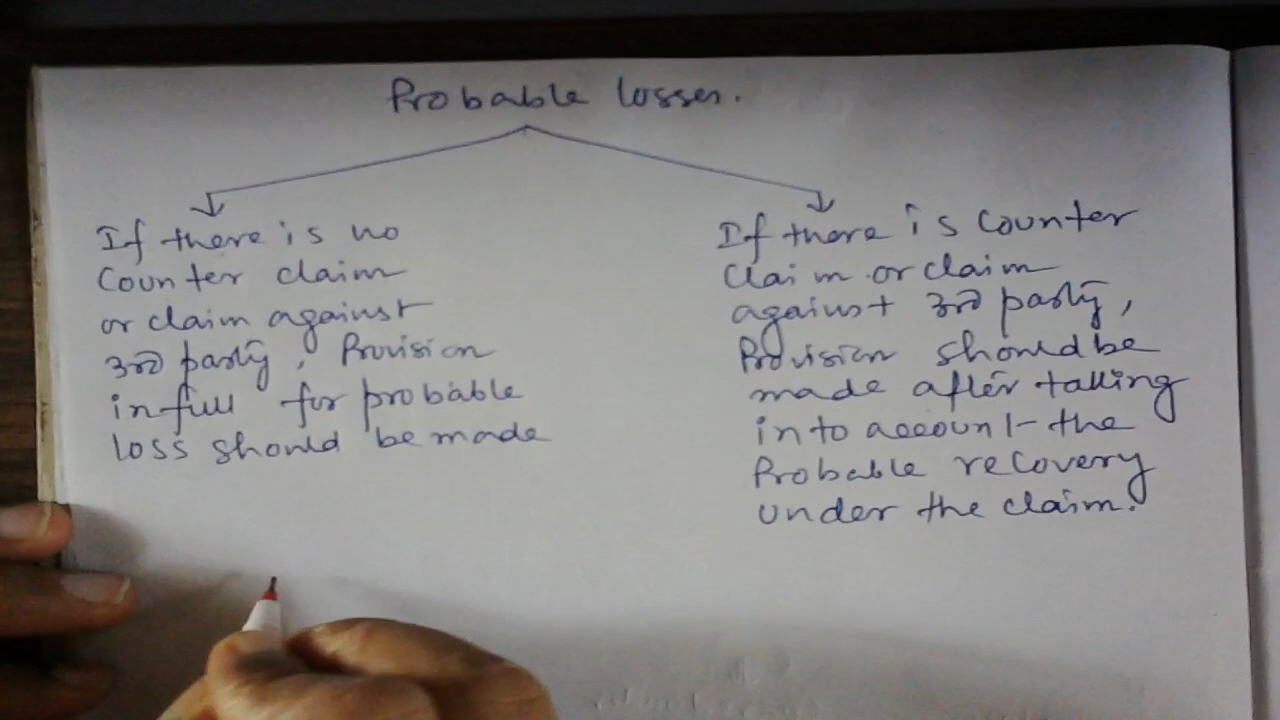 Probable losses.
If there is no
counter claim
or claim against
3rd party, Provision
in full for probable
loss should be made
If there is counter
claim or claim
against 3rd party,
Provision should be
made after talking
into account the
Probable recovery
under the claim.